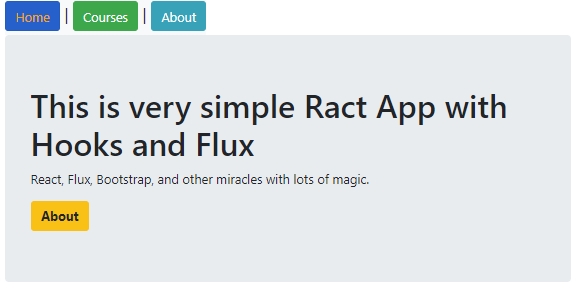 Home | Courses | About
This is very simple Ract App with
Hooks and Flux
React, Flux, Bootstrap, and other miracles with lots of magic.
About